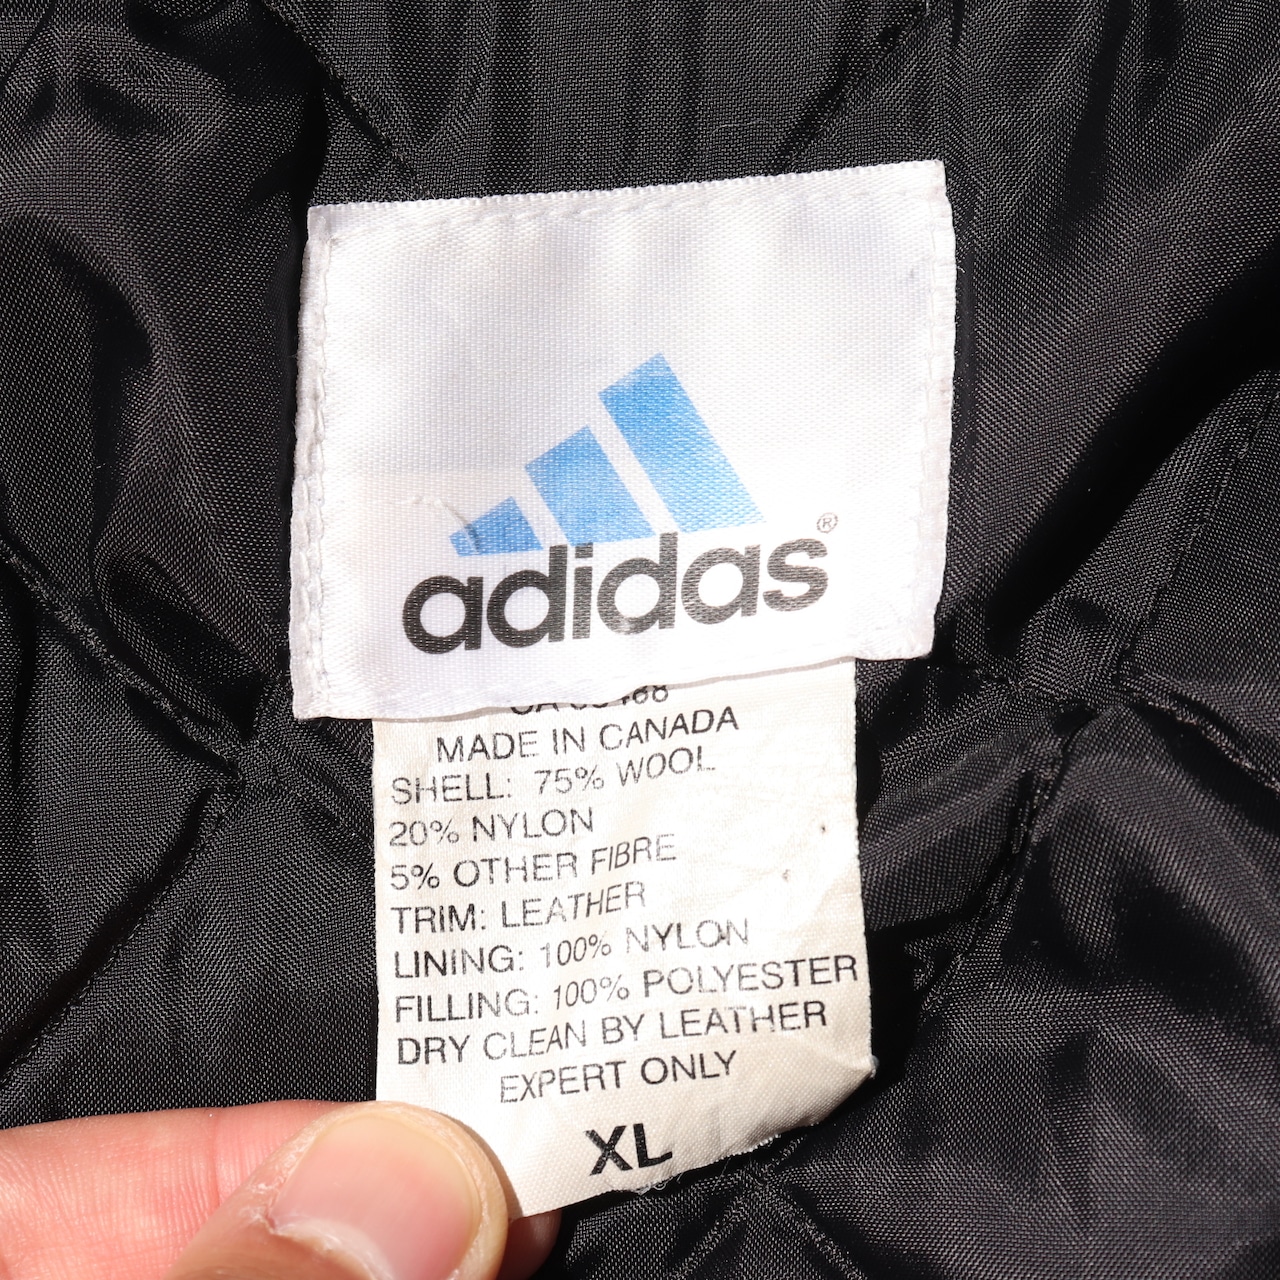 adidas®
MADE IN CANADA
SHELL: 75% WOOL
20% NYLON
5% OTHER FIBRE
TRIM: LEATHER
LINING: 100% NYLON
FILLING: 100% POLYESTER
DRY CLEAN BY LEATHER
EXPERT ONLY
XL